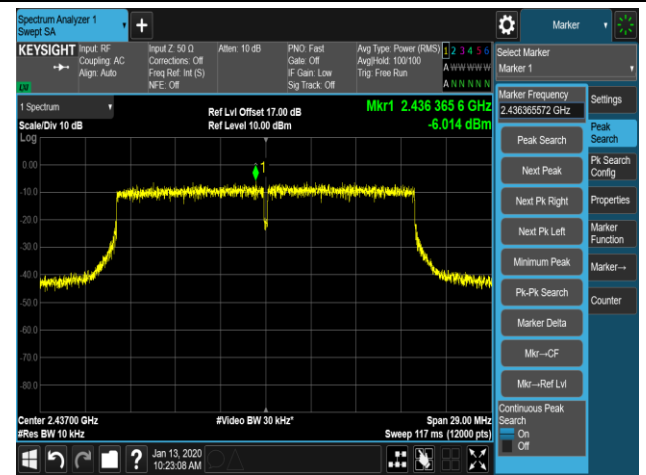 Spectrum Analyzer 1
Swept SA
Marker
KEYSIGHT
Input: RF
Coupling: AC
Align: Auto
Input Z: 50 Ω
Corrections: Off
Freq Ref: Int (S)
NFE: Off
Atten: 10 dB
PNO: Fast
Gate: Off
IF Gain: Low
Sig Track: Off
Avg Type: Power (RMS)
Avg|Hold: 100/100
Trig: Free Run
1 2 3 4 5 6
A W W W W W
A N N N N N
Select Marker
Marker 1
1 Spectrum
Scale/Div 10 dB
Ref Lvl Offset 17.00 dB
Ref Level 10.00 dBm
Mkr1 2.436 365 6 GHz
-6.014 dBm
Log
0.00
-10.0
-20.0
-30.0
-40.0
-50.0
-60.0
-70.0
-80.0
1
Center 2.43700 GHz
#Res BW 10 kHz
#Video BW 30 kHz*
Span 29.00 MHz
Sweep 117 ms (12000 pts)
Marker Frequency
2.436365572 GHz
Peak Search
Next Peak
Next Pk Right
Next Pk Left
Minimum Peak
Pk-Pk Search
Marker Delta
Mkr→CF
Mkr→Ref Lvl
Continuous Peak
Search
On
Off
Settings
Peak
Search
Pk Search
Config
Properties
Marker
Function
Marker→
Counter
?
Jan 13, 2020
10:23:08 AM